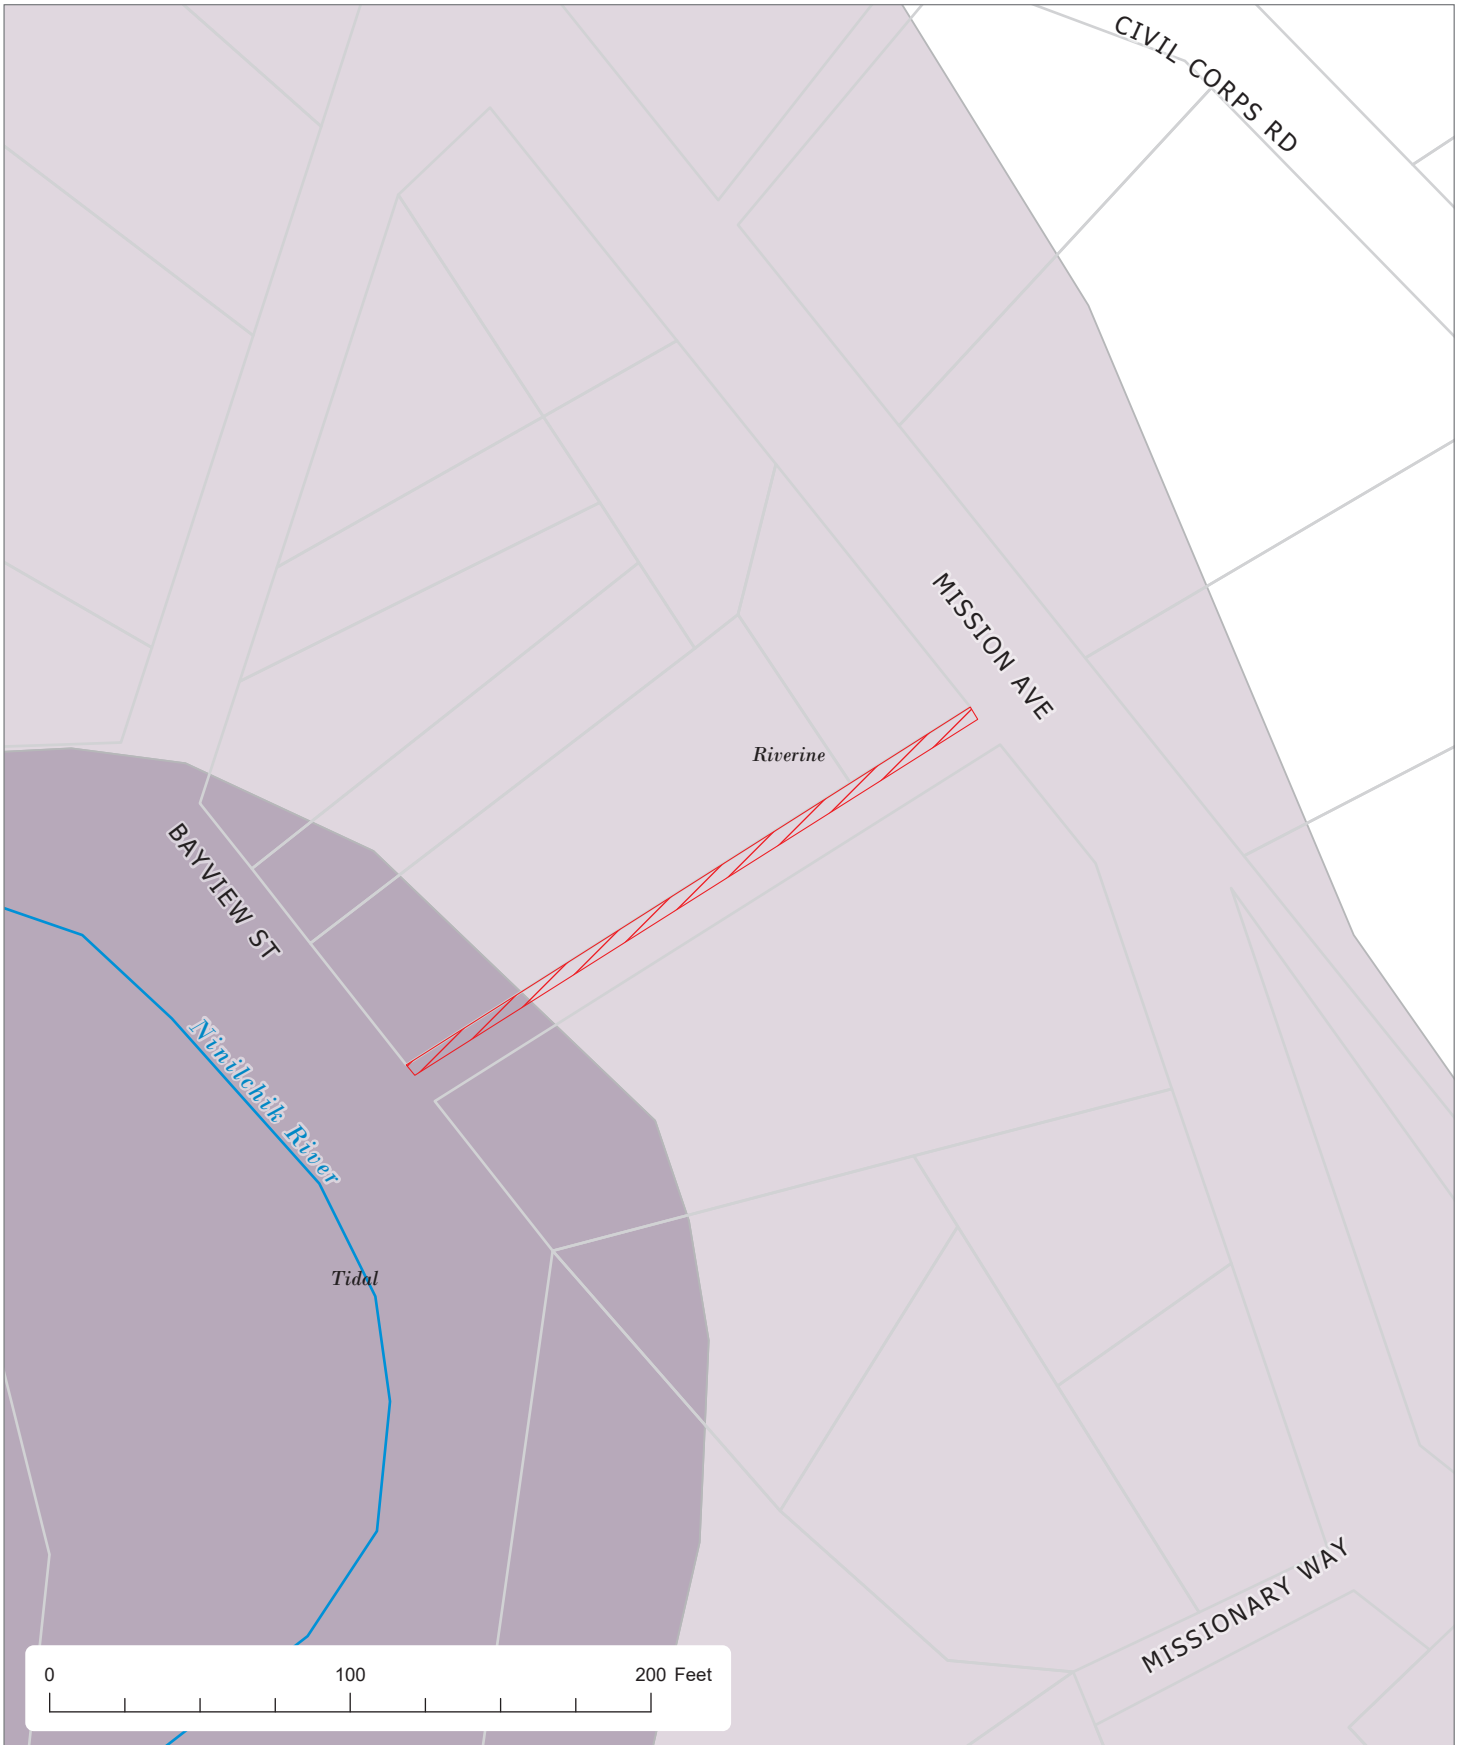 CIVIL CORPS RD
MISSION AVE
Riverine
BAYVIEW ST
Ninilchik River
Tidal
MISSIONARY WAY
0 100 200 Feet